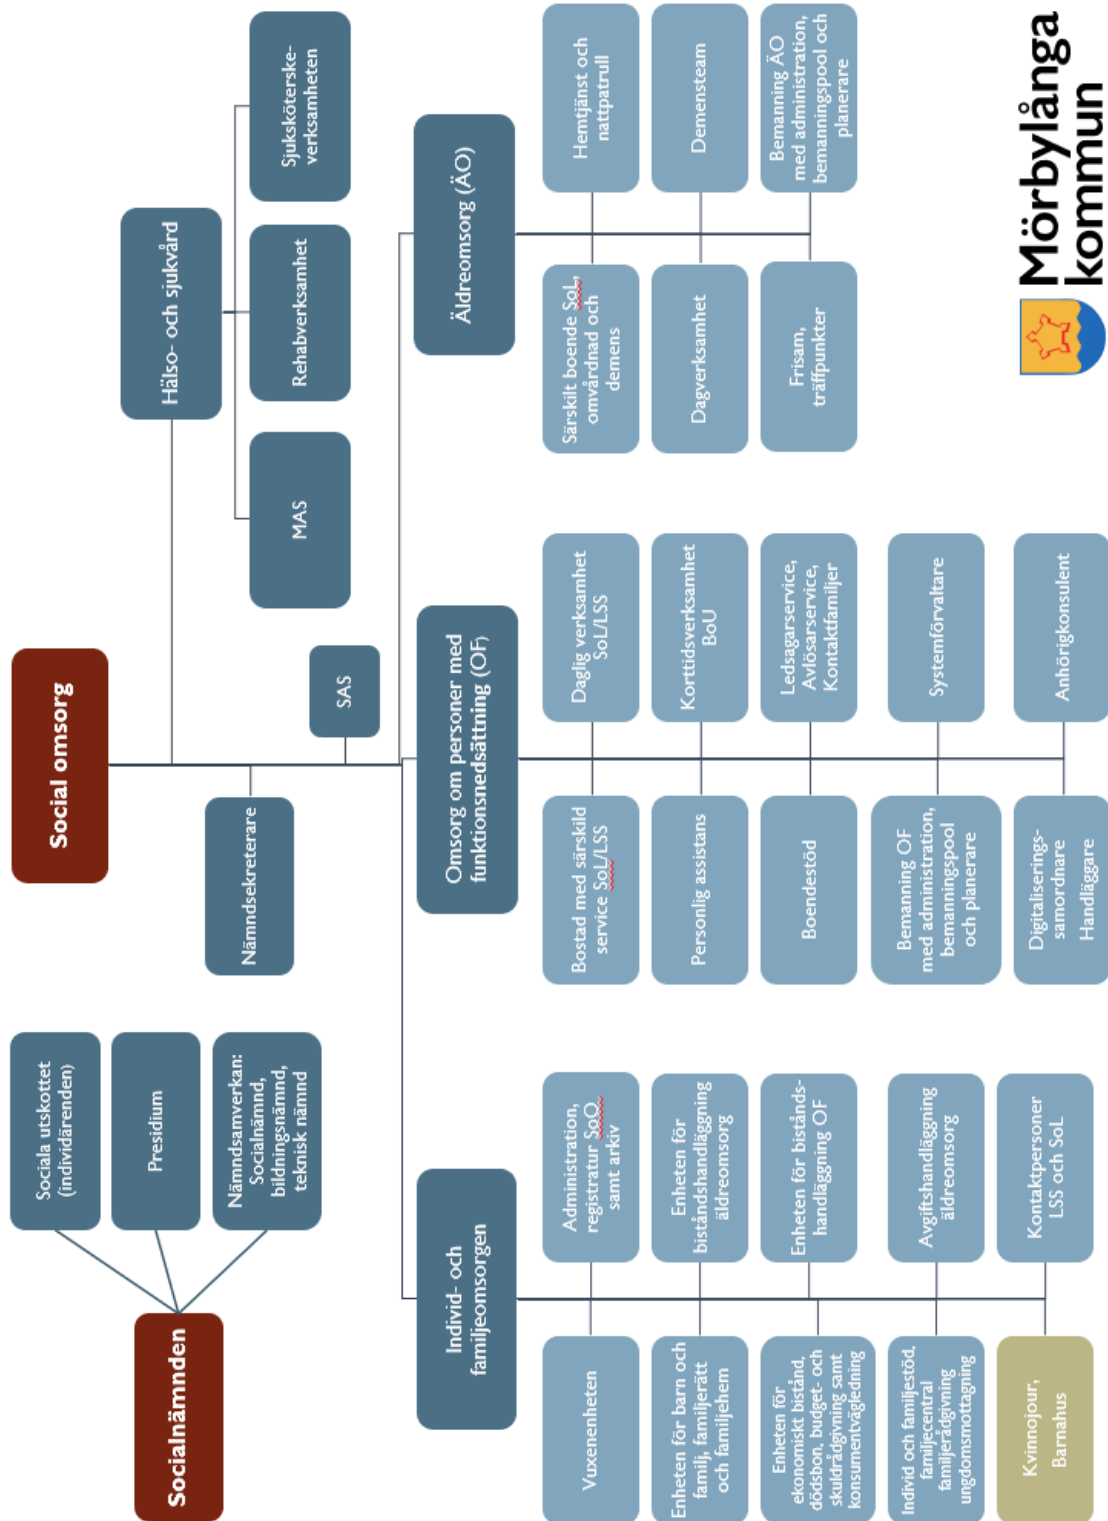 Socialnämnden
Sociala utskottet
(individärenden)
Presidium
Nämndsamverkan:
Socialnämnd,
bildningsnämnd,
teknisk nämnd
Social omsorg
Nämndsekreterare
SAS
Hälso- och sjukvård
MAS
Rehabverksamhet
Sjuksköterske-
verksamheten
Individ- och
familjeomsorgen
Vuxenenheten
Administration,
registratur SoO
samt arkiv
Enheten för barn och
familj, familjerätt
och familjehem
Enheten för
biståndshandläggning
äldreomsorg
Enheten för
ekonomiskt bistånd,
dödsbon, budget- och
skuldrådgivning samt
konsumentvägledning
Enheten för bistånds-
handläggning OF
Individ och familjestöd,
familjecentral
familjerådgivning
ungdomsmottagning
Avgiftshandläggning
äldreomsorg
Kvinnojour,
Barnahus
Kontaktpersoner
LSS och SoL
Omsorg om personer med
funktionsnedsättning (OF)
Bostad med särskild
service SoL/LSS
Daglig verksamhet
SoL/LSS
Personlig assistans
Korttidsverksamhet
BoU
Boendestöd
Ledsagarservice,
Avlösarservice,
Kontaktfamiljer
Bemanning OF
med administration,
bemanningspool
och planerare
Systemförvaltare
Digitaliserings-
samordnare
Handläggare
Anhörigkonsulent
Äldreomsorg (ÄO)
Särskilt boende SoL,
omvårdnad och
demens
Hemtjänst och
nattpatrull
Dagverksamhet
Demensteam
Frisam,
träffpunkter
Bemanning ÄO
med administration,
bemanningspool och
planerare
Mörbylånga
kommun